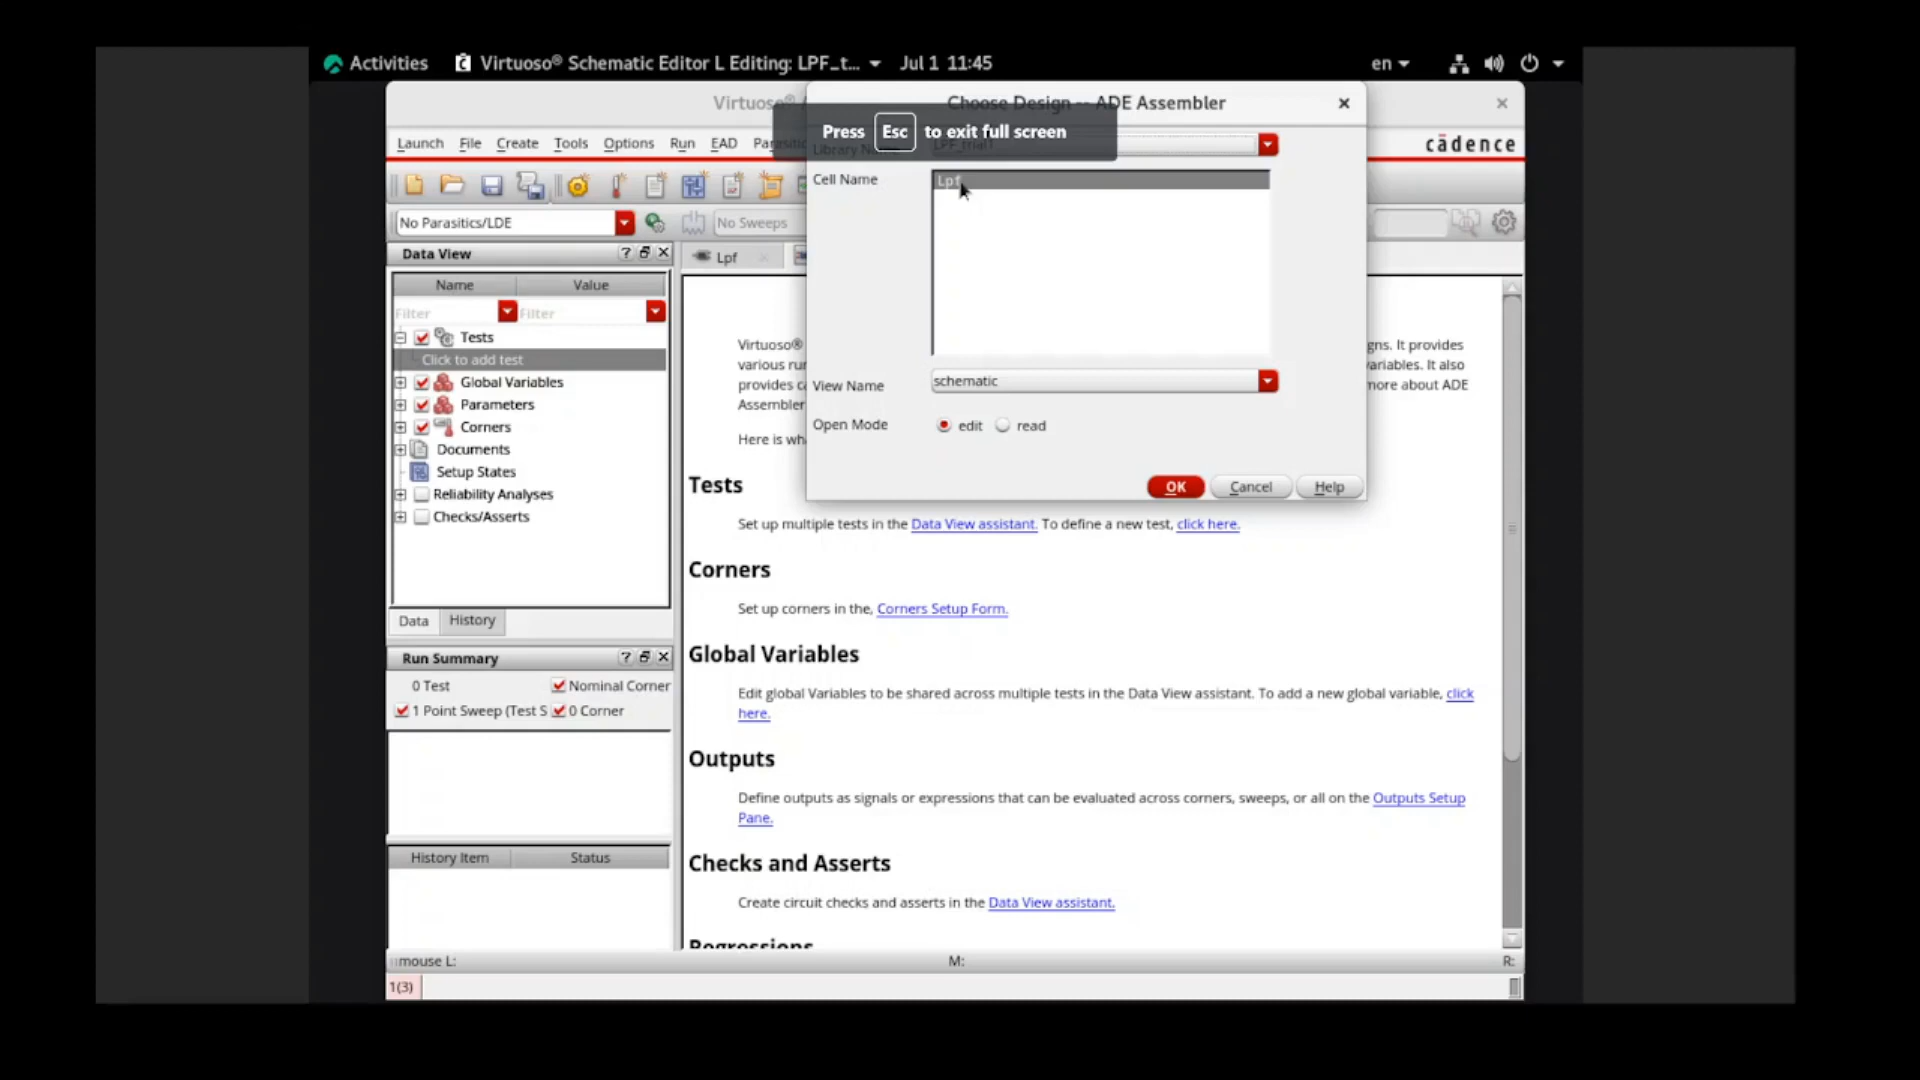 Activities
Virtuoso® Schematic Editor L Editing: LPF_t...
Jul 1 11:45
en
Choose Design -- ADE Assembler
Press Esc to exit full screen
Launch File Create Tools Options Run EAD
cādence
Library Name
LPF_trial1
Cell Name
Lpf
No Parasitics/LDE
No Sweeps
Data View
Lpf
Name
Value
Filter
Filter
Tests
Click to add test
Global Variables
Parameters
Corners
Documents
Setup States
Reliability Analyses
Checks/Asserts
Data
History
View Name
schematic
Open Mode
edit
read
OK
Cancel
Help
Virtuoso®
various
provides
Assembler
Here is
It provides
It also
more about ADE
Tests
Set up multiple tests in the Data View assistant. To define a new test, click here.
Corners
Set up corners in the, Corners Setup Form.
Global Variables
Edit global Variables to be shared across multiple tests in the Data View assistant. To add a new global variable, click
here.
Outputs
Define outputs as signals or expressions that can be evaluated across corners, sweeps, or all on the Outputs Setup
Pane.
Checks and Asserts
Create circuit checks and asserts in the Data View assistant.
Regressions
Run Summary
0 Test
Nominal Corner
1 Point Sweep (Test S
0 Corner
History Item
Status
mouse L:
M:
R:
1(3)